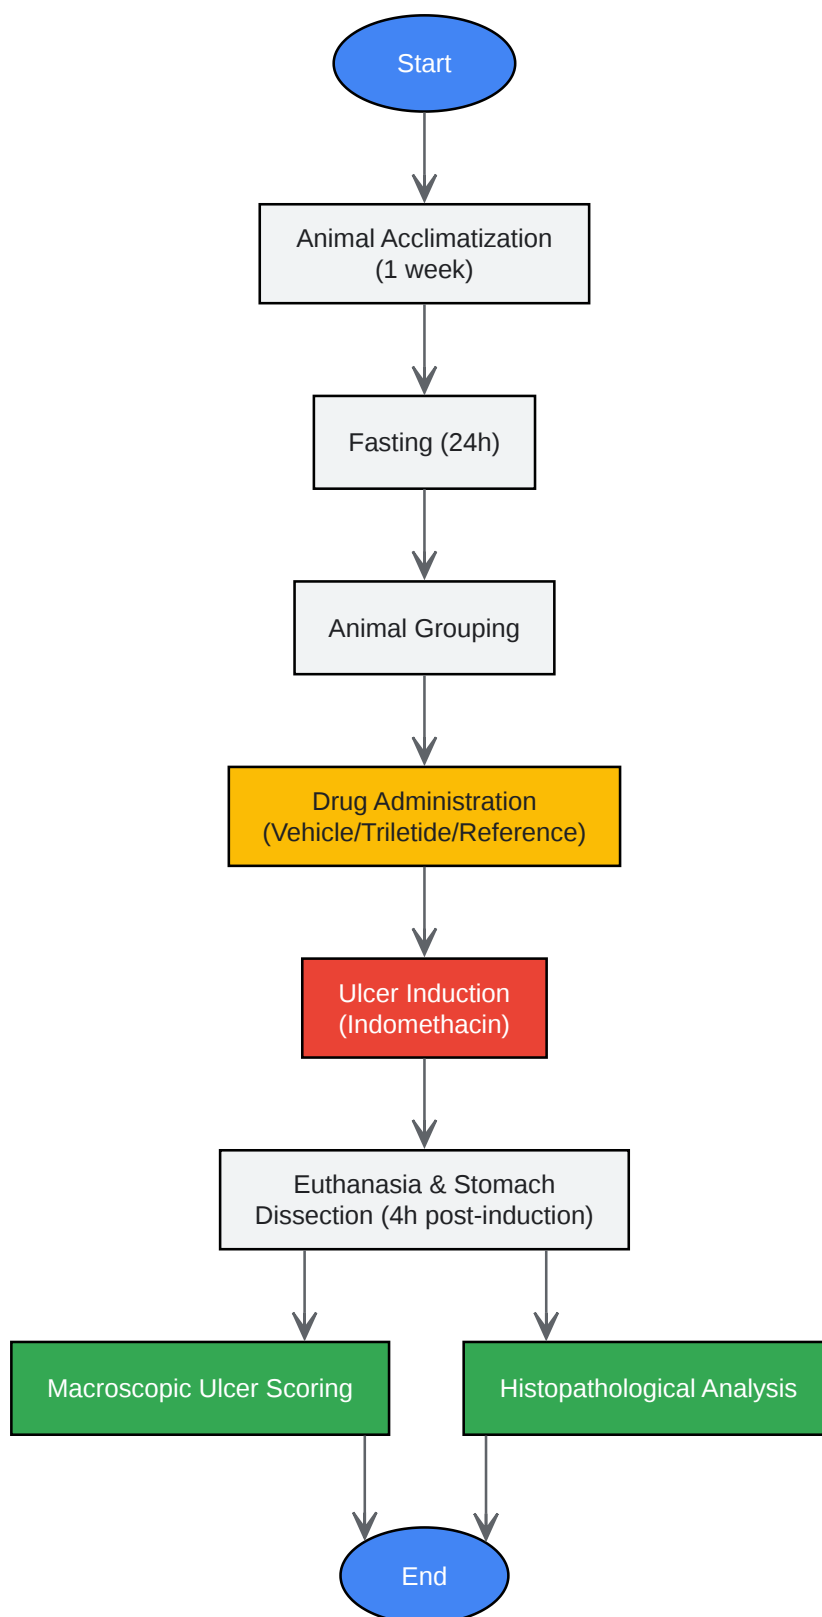 Start
Animal Acclimatization
(1 week)
Fasting (24h)
Animal Grouping
Drug Administration
(Vehicle/Triletide/Reference)
Ulcer Induction
(Indomethacin)
Euthanasia & Stomach
Dissection (4h post-induction)
Macroscopic Ulcer Scoring
Histopathological Analysis
End